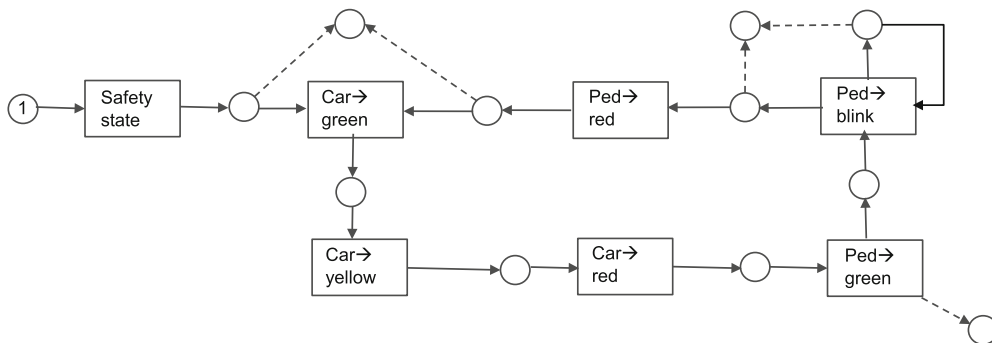 1
Safety
state
Car→
green
Ped→
red
Ped→
blink
Car→
yellow
Car→
red
Ped→
green